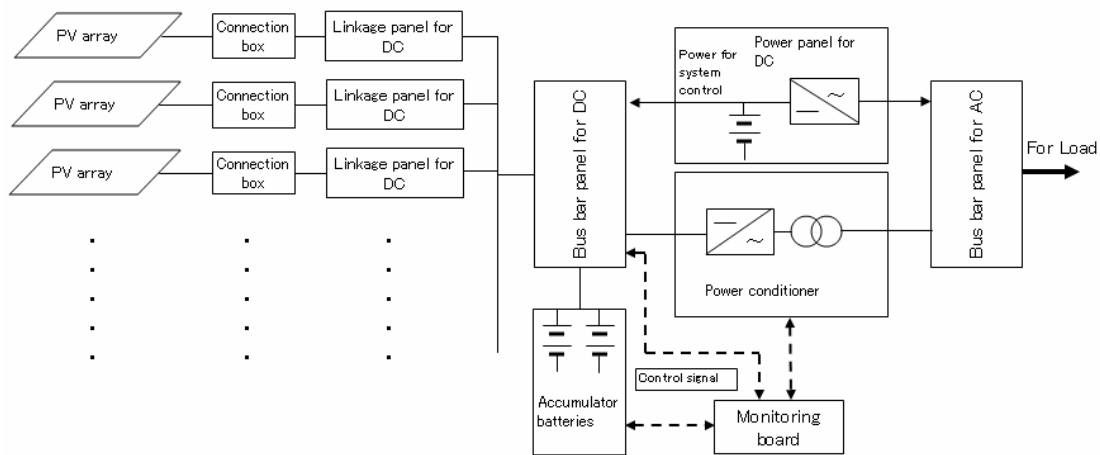 PV array
Connection
box
Linkage panel for
DC
PV array
Connection
box
Linkage panel for
DC
PV array
Connection
box
Linkage panel for
DC
Bus bar panel for DC
Power for
system
control
Power panel for
DC
Bus bar panel for AC
For Load
Power conditioner
Accumulator
batteries
Control signal
Monitoring
board